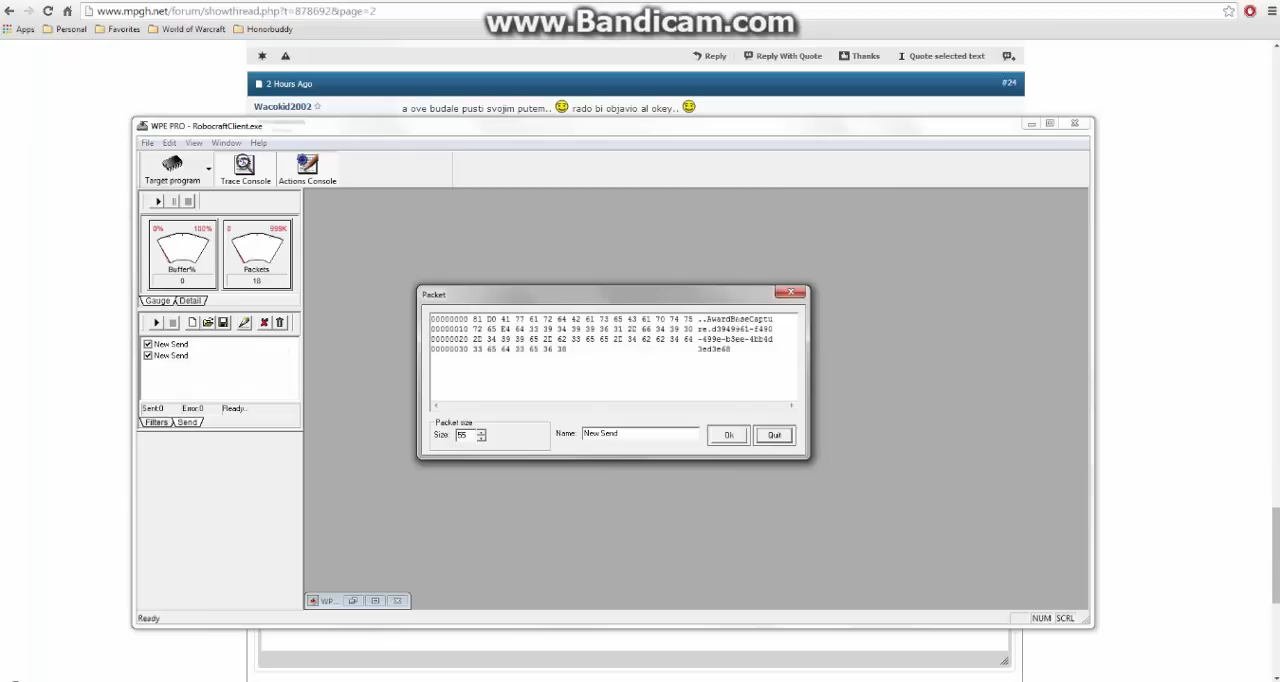 www.mpgh.net/forum/showthread.php?t=878692&page=2
www.Bandicam.com
Apps Personal Favorites World of Warcraft Honorbuddy
Reply Reply With Quote Thanks Quote selected text
2 Hours Ago #24
Wacokid2002 a ove budale pusti svojim putem.. rado bi objavio al okey..
WPE PRO - RobocraftClient.exe
File Edit View Window Help
Target program Trace Console Actions Console
0% 100% 0 999K
Buffer% Packets
0 18
Gauge Detail
New Send
New Send
Sent:0 Error:0 Ready..
Filters Send
Packet
00000000 81 D0 41 77 61 72 64 42 61 73 65 43 61 70 74 75 ..AwardBaseCaptu
00000010 72 65 E4 64 33 39 34 39 39 36 31 2D 66 34 39 30 re.d3949961-f490
00000020 2D 34 39 39 65 2D 62 33 65 65 2D 34 62 62 34 64 -499e-b3ee-4bb4d
00000030 33 65 64 33 65 36 38 3ed3e68
Packet size
Size: 55 Name: New Send Ok Quit
WP...
Ready NUM SCRL